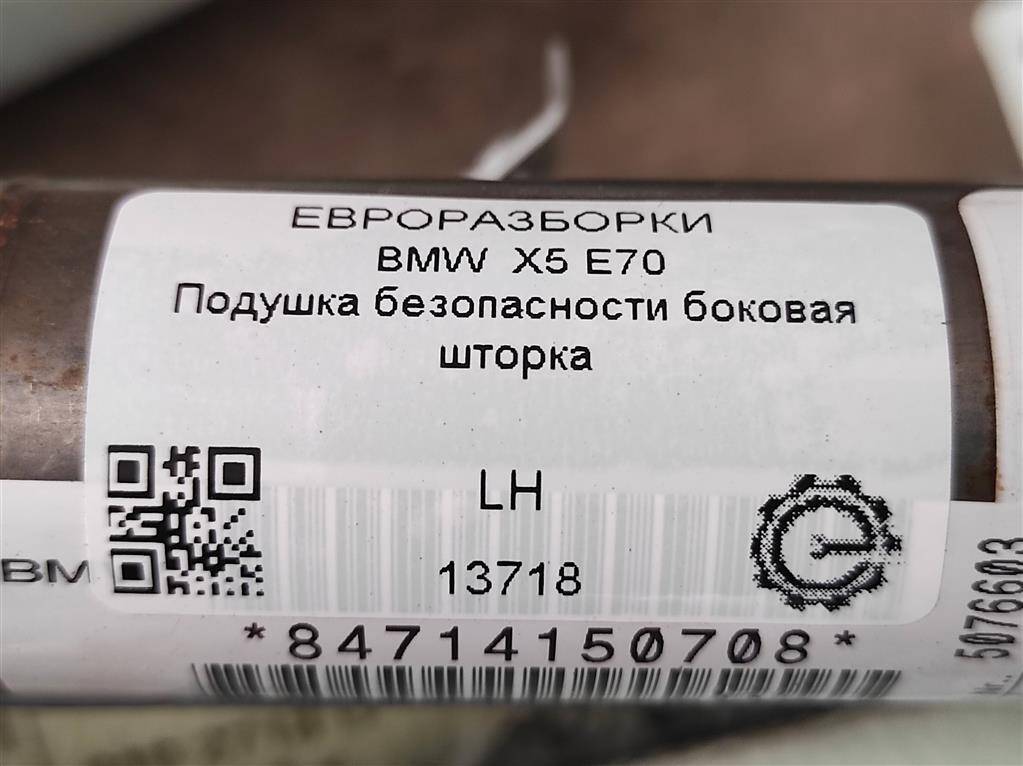 ЕВРОРАЗБОРКИ
BMW X5 E70
Подушка безопасности боковая
шторка
LH
13718
BM
*84714150708*
5076603